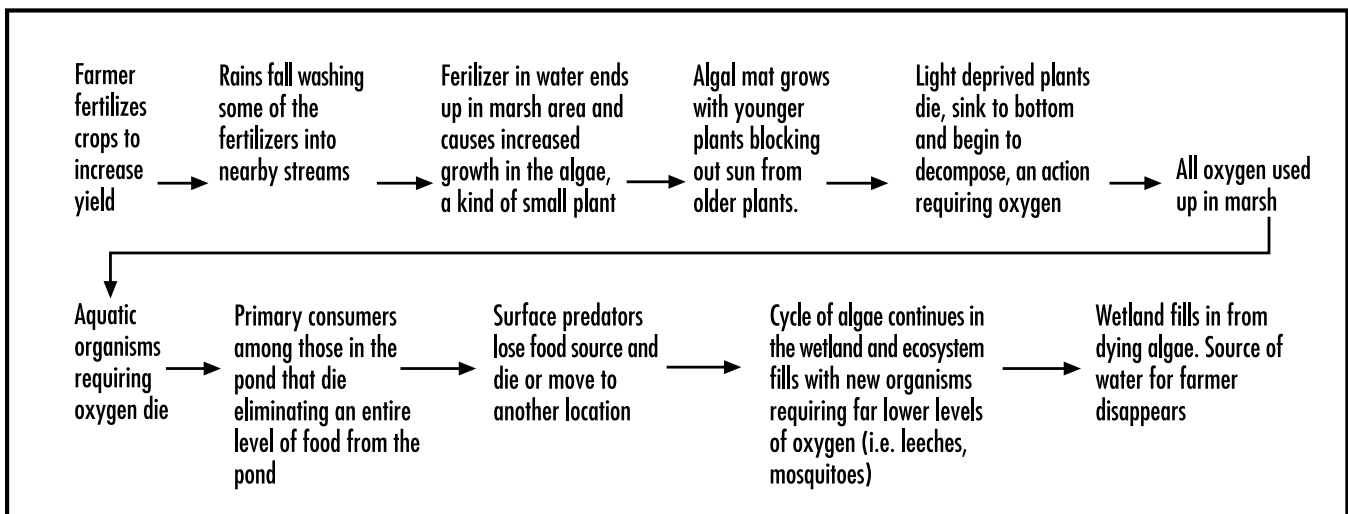 Farmer
fertilizes
crops to
increase
yield
Rains fall washing
some of the
fertilizers into
nearby streams
Ferilizer in water ends
up in marsh area and
causes increased
growth in the algae,
a kind of small plant
Algal mat grows
with younger
plants blocking
out sun from
older plants.
Light deprived plants
die, sink to bottom
and begin to
decompose, an action
requiring oxygen
All oxygen used
up in marsh
Aquatic
organisms
requiring
oxygen die
Primary consumers
among those in the
pond that die
eliminating an entire
level of food from the
pond
Surface predators
lose food source and
die or move to
another location
Cycle of algae continues in
the wetland and ecosystem
fills with new organisms
requiring far lower levels
of oxygen (i.e. leeches,
mosquitoes)
Wetland fills in from
dying algae. Source of
water for farmer
disappears